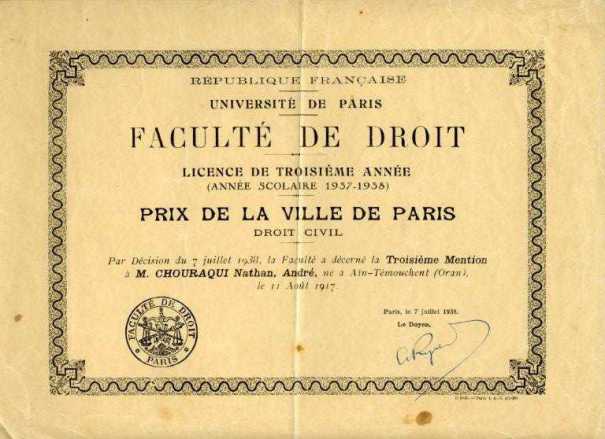 RÉPUBLIQUE FRANÇAISE
UNIVERSITÉ DE PARIS
FACULTÉ DE DROIT
LICENCE DE TROISIÈME ANNÉE
(ANNÉE SCOLAIRE 1937-1938)
PRIX DE LA VILLE DE PARIS
DROIT CIVIL
Par Décision du 7 juillet 1938, la Faculté a décerné la Troisième Mention
à M. CHOURAQUI Nathan, André, né à Aïn-Témouchent (Oran),
le 11 Août 1917.
Paris, le 7 juillet 1938.
Le Doyen,
FACULTÉ DE DROIT
PARIS